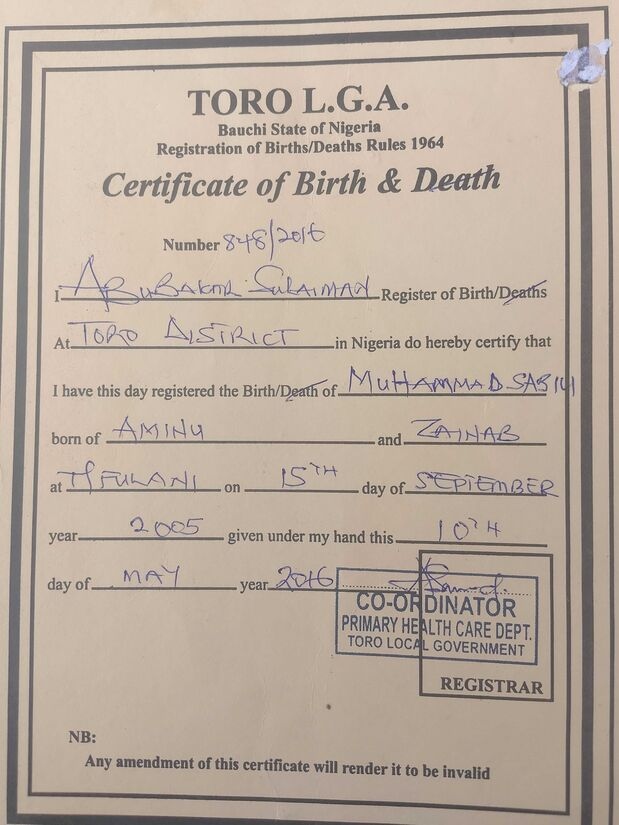 TORO L.G.A.
Bauchi State of Nigeria
Registration of Births/Deaths Rules 1964
Certificate of Birth & Death
Number 848/2016
I ABUBAKAR SULAIMAN Register of Birth/Deaths
At TORO DISTRICT in Nigeria do hereby certify that
I have this day registered the Birth/Death of MUHAMMAD SABIU
born of AMINU and ZAINAB
at T/FULANI on 15TH day of SEPTEMBER
year 2005 given under my hand this 10TH
day of MAY year 2016
CO-ORDINATOR
PRIMARY HEALTH CARE DEPT.
TORO LOCAL GOVERNMENT
REGISTRAR
NB:
Any amendment of this certificate will render it to be invalid